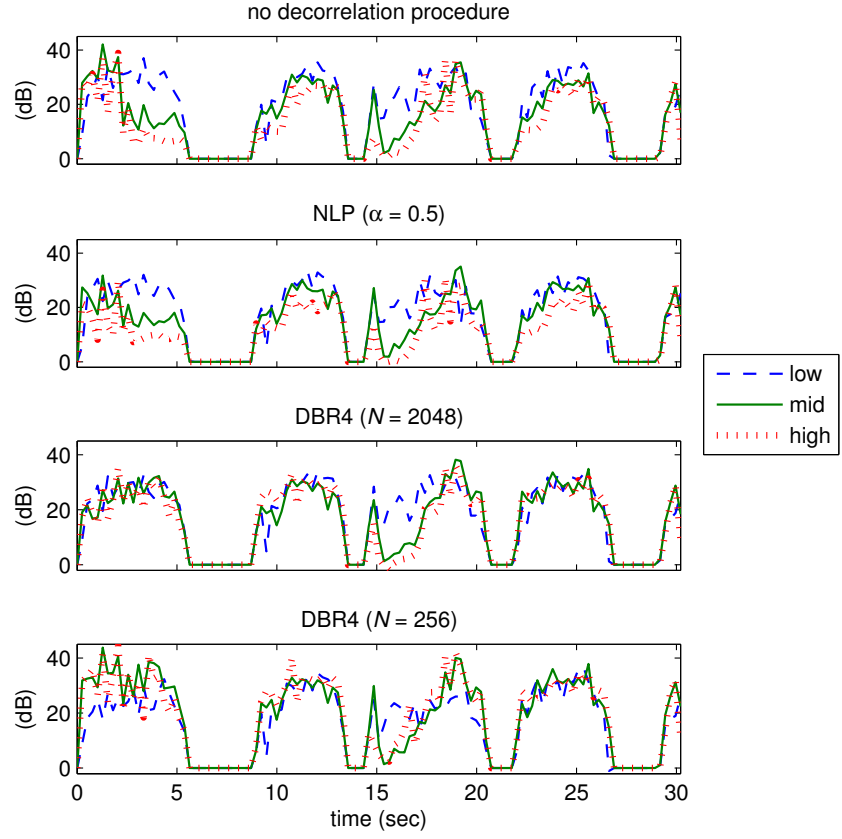 no decorrelation procedure
(dB)
40
20
0
NLP (α = 0.5)
(dB)
40
20
0
low
mid
high
DBR4 (N = 2048)
(dB)
40
20
0
DBR4 (N = 256)
(dB)
40
20
0
0 5 10 15 20 25 30
time (sec)